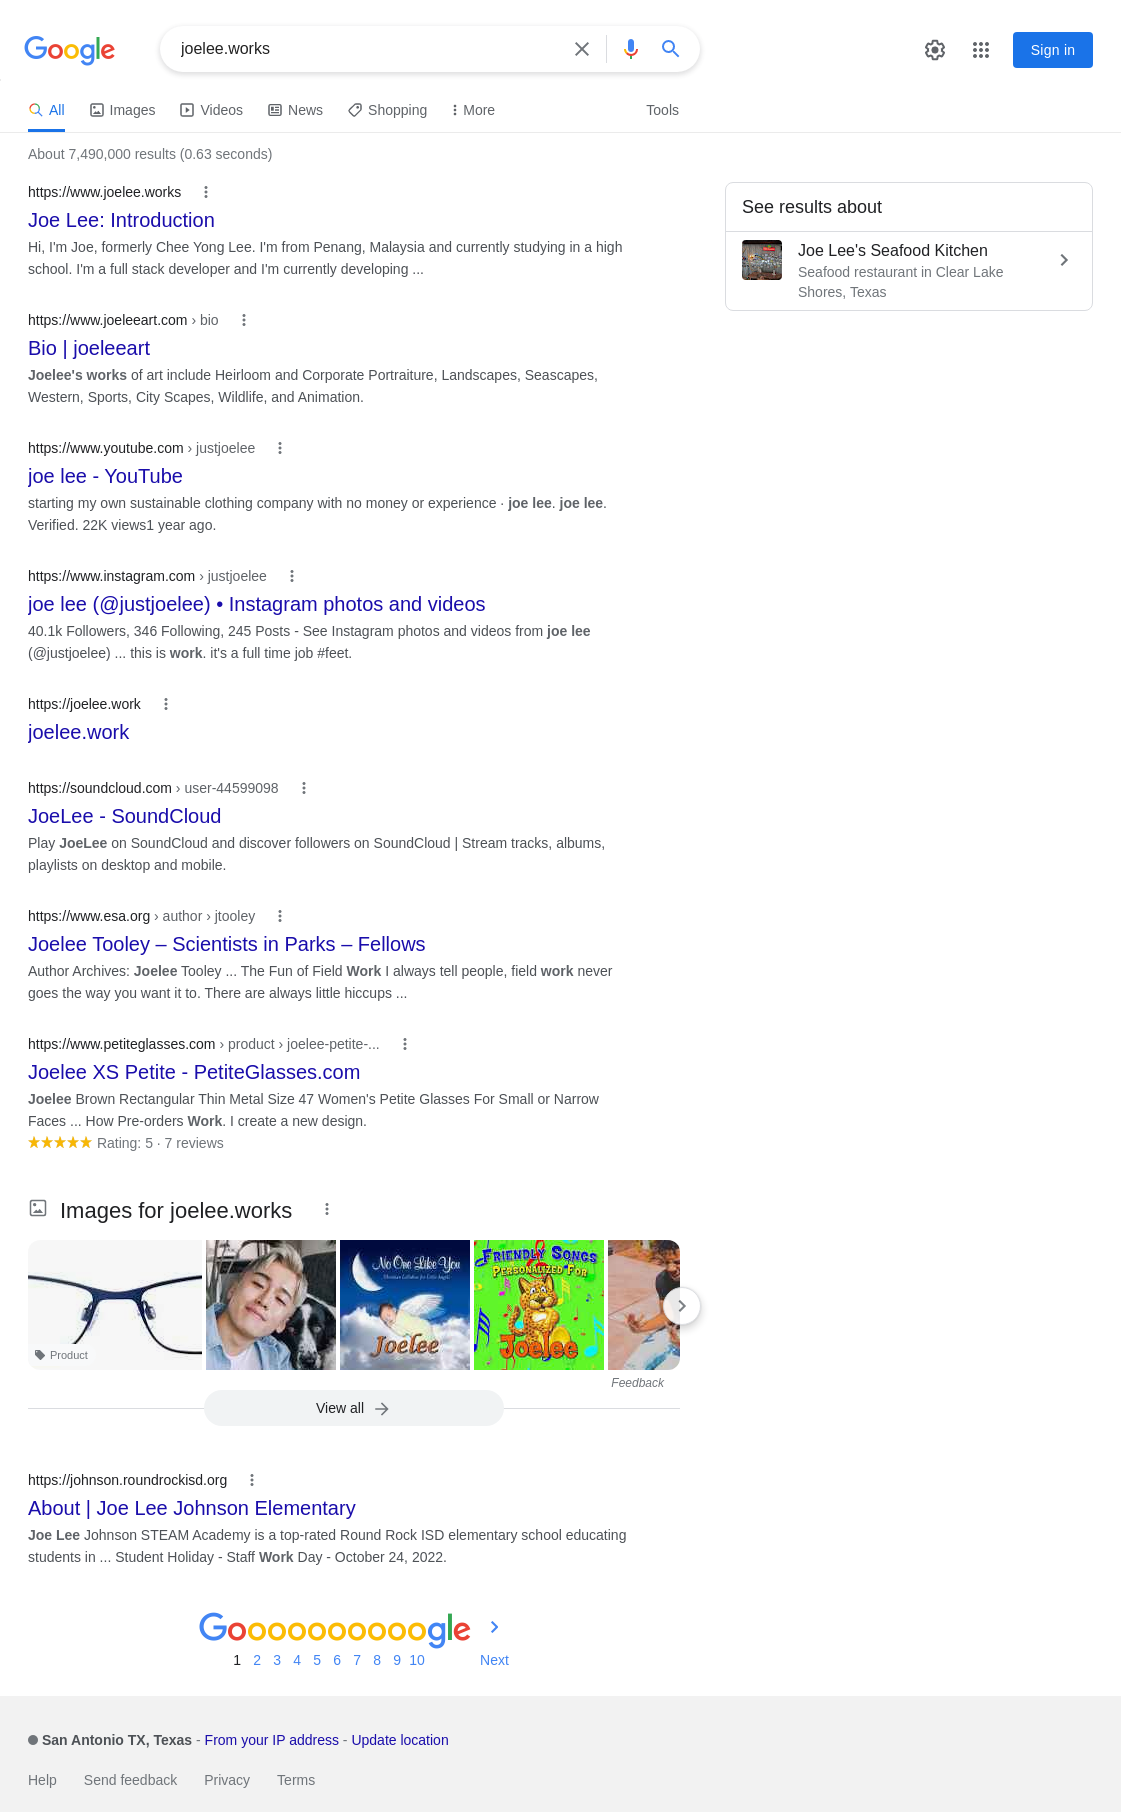 Google
joelee.works
Sign in
All
Images
Videos
News
Shopping
More
Tools
About 7,490,000 results (0.63 seconds)
https://www.joelee.works
Joe Lee: Introduction
Hi, I'm Joe, formerly Chee Yong Lee. I'm from Penang, Malaysia and currently studying in a high
school. I'm a full stack developer and I'm currently developing ...
See results about
Joe Lee's Seafood Kitchen
Seafood restaurant in Clear Lake
Shores, Texas
https://www.joeleeart.com › bio
Bio | joeleeart
Joelee's works of art include Heirloom and Corporate Portraiture, Landscapes, Seascapes,
Western, Sports, City Scapes, Wildlife, and Animation.
https://www.youtube.com › justjoelee
joe lee - YouTube
starting my own sustainable clothing company with no money or experience · joe lee. joe lee.
Verified. 22K views1 year ago.
https://www.instagram.com › justjoelee
joe lee (@justjoelee) • Instagram photos and videos
40.1k Followers, 346 Following, 245 Posts - See Instagram photos and videos from joe lee
(@justjoelee) ... this is work. it's a full time job #feet.
https://joelee.work
joelee.work
https://soundcloud.com › user-44599098
JoeLee - SoundCloud
Play JoeLee on SoundCloud and discover followers on SoundCloud | Stream tracks, albums,
playlists on desktop and mobile.
https://www.esa.org › author › jtooley
Joelee Tooley – Scientists in Parks – Fellows
Author Archives: Joelee Tooley ... The Fun of Field Work I always tell people, field work never
goes the way you want it to. There are always little hiccups ...
https://www.petiteglasses.com › product › joelee-petite-...
Joelee XS Petite - PetiteGlasses.com
Joelee Brown Rectangular Thin Metal Size 47 Women's Petite Glasses For Small or Narrow
Faces ... How Pre-orders Work. I create a new design.
Rating: 5 · 7 reviews
Images for joelee.works
Product
No One Like You
Christian Lullabies for Little Angels
Joelee
FRIENDLY SONGS
PERSONALIZED FOR
Joelee
Feedback
View all
https://johnson.roundrockisd.org
About | Joe Lee Johnson Elementary
Joe Lee Johnson STEAM Academy is a top-rated Round Rock ISD elementary school educating
students in ... Student Holiday - Staff Work Day - October 24, 2022.
Goooooooooogle
1 2 3 4 5 6 7 8 9 10 Next
San Antonio TX, Texas - From your IP address - Update location
Help Send feedback Privacy Terms